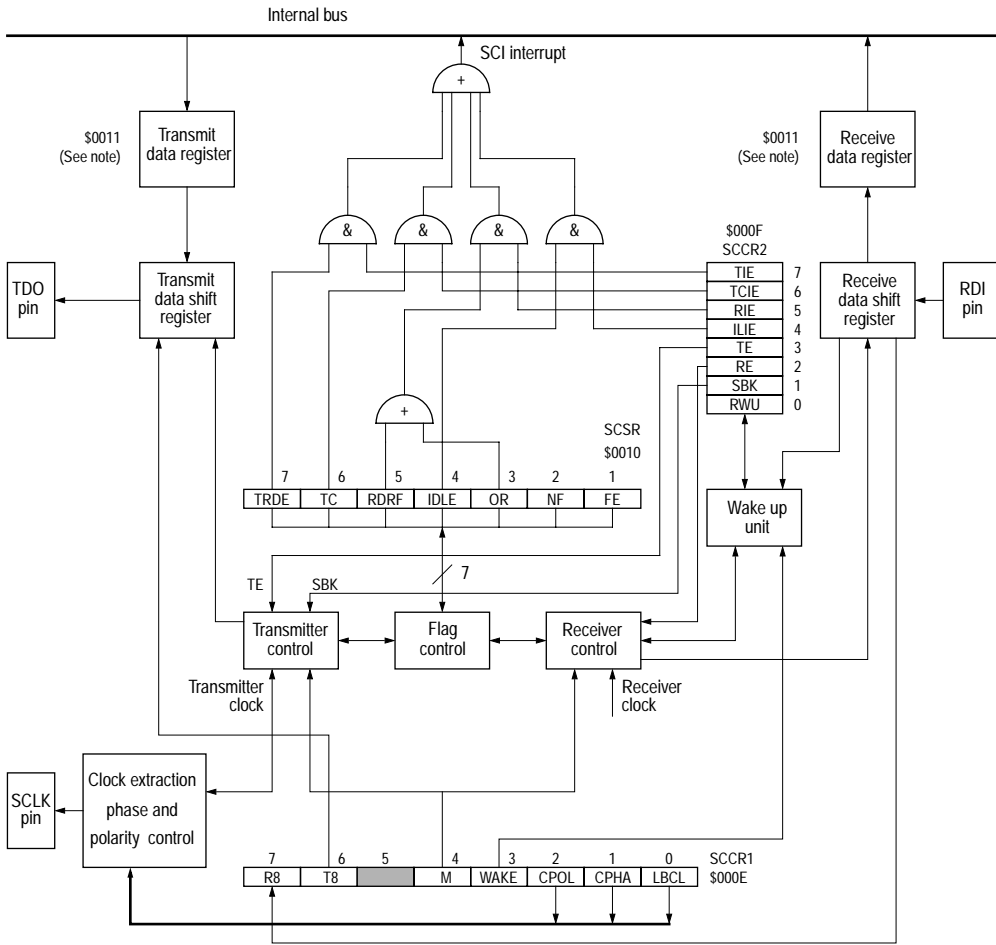 Internal bus
SCI interrupt
+
$0011
(See note)
Transmit
data register
$0011
(See note)
Receive
data register
&
&
&
&
$000F
SCCR2
TIE 7
TCIE 6
RIE 5
ILIE 4
TE 3
RE 2
SBK 1
RWU 0
TDO
pin
Transmit
data shift
register
Receive
data shift
register
RDI
pin
+
SCSR
$0010
7 6 5 4 3 2 1
TRDE TC RDRF IDLE OR NF FE
Wake up
unit
7
TE
SBK
Transmitter
control
Flag
control
Receiver
control
Transmitter
clock
Receiver
clock
SCLK
pin
Clock extraction
phase and
polarity control
7 6 5 4 3 2 1 0
SCCR1
R8 T8 M WAKE CPOL CPHA LBCL
$000E